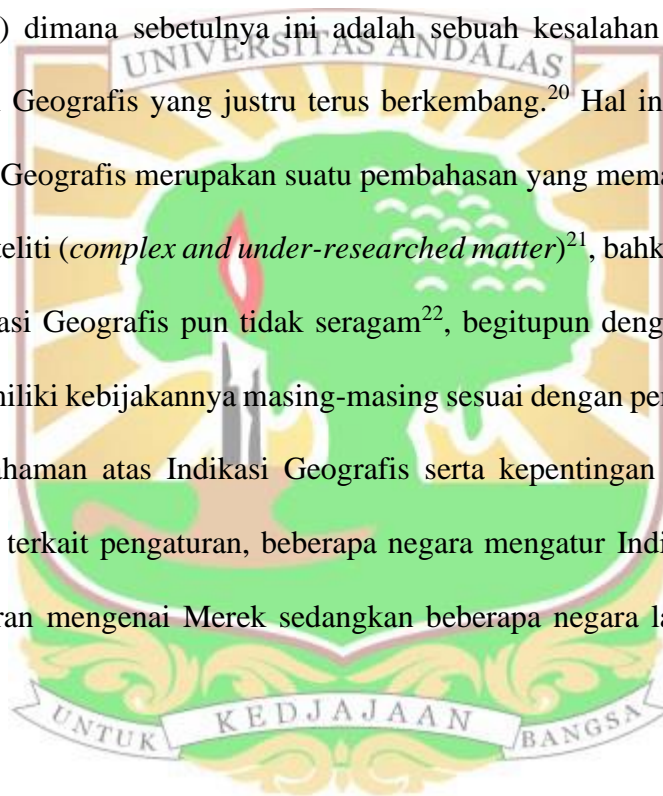 ) dimana sebetulnya ini adalah sebuah kesalahan
UNIVERSITAS ANDALAS
Geografis yang justru terus berkembang.20 Hal in
Geografis merupakan suatu pembahasan yang mema
teliti (complex and under-researched matter)21, bahk
asi Geografis pun tidak seragam22, begitupun deng
miliki kebijakannya masing-masing sesuai dengan per
ahaman atas Indikasi Geografis serta kepentingan
terkait pengaturan, beberapa negara mengatur Indi
ran mengenai Merek sedangkan beberapa negara la
UNTUK KEDJAJAAN BANGSA